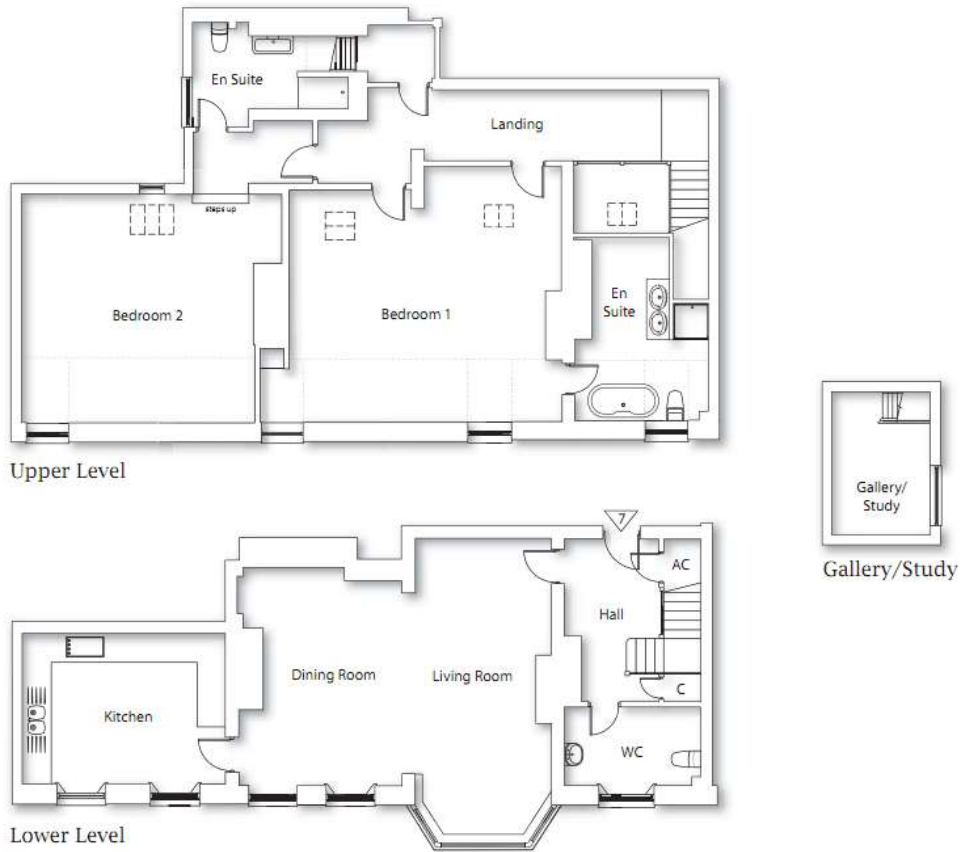 En Suite
Landing
steps up
Bedroom 2
Bedroom 1
En
Suite
Upper Level
Gallery/
Study
Gallery/Study
7
AC
Hall
Dining Room
Living Room
C
Kitchen
WC
Lower Level